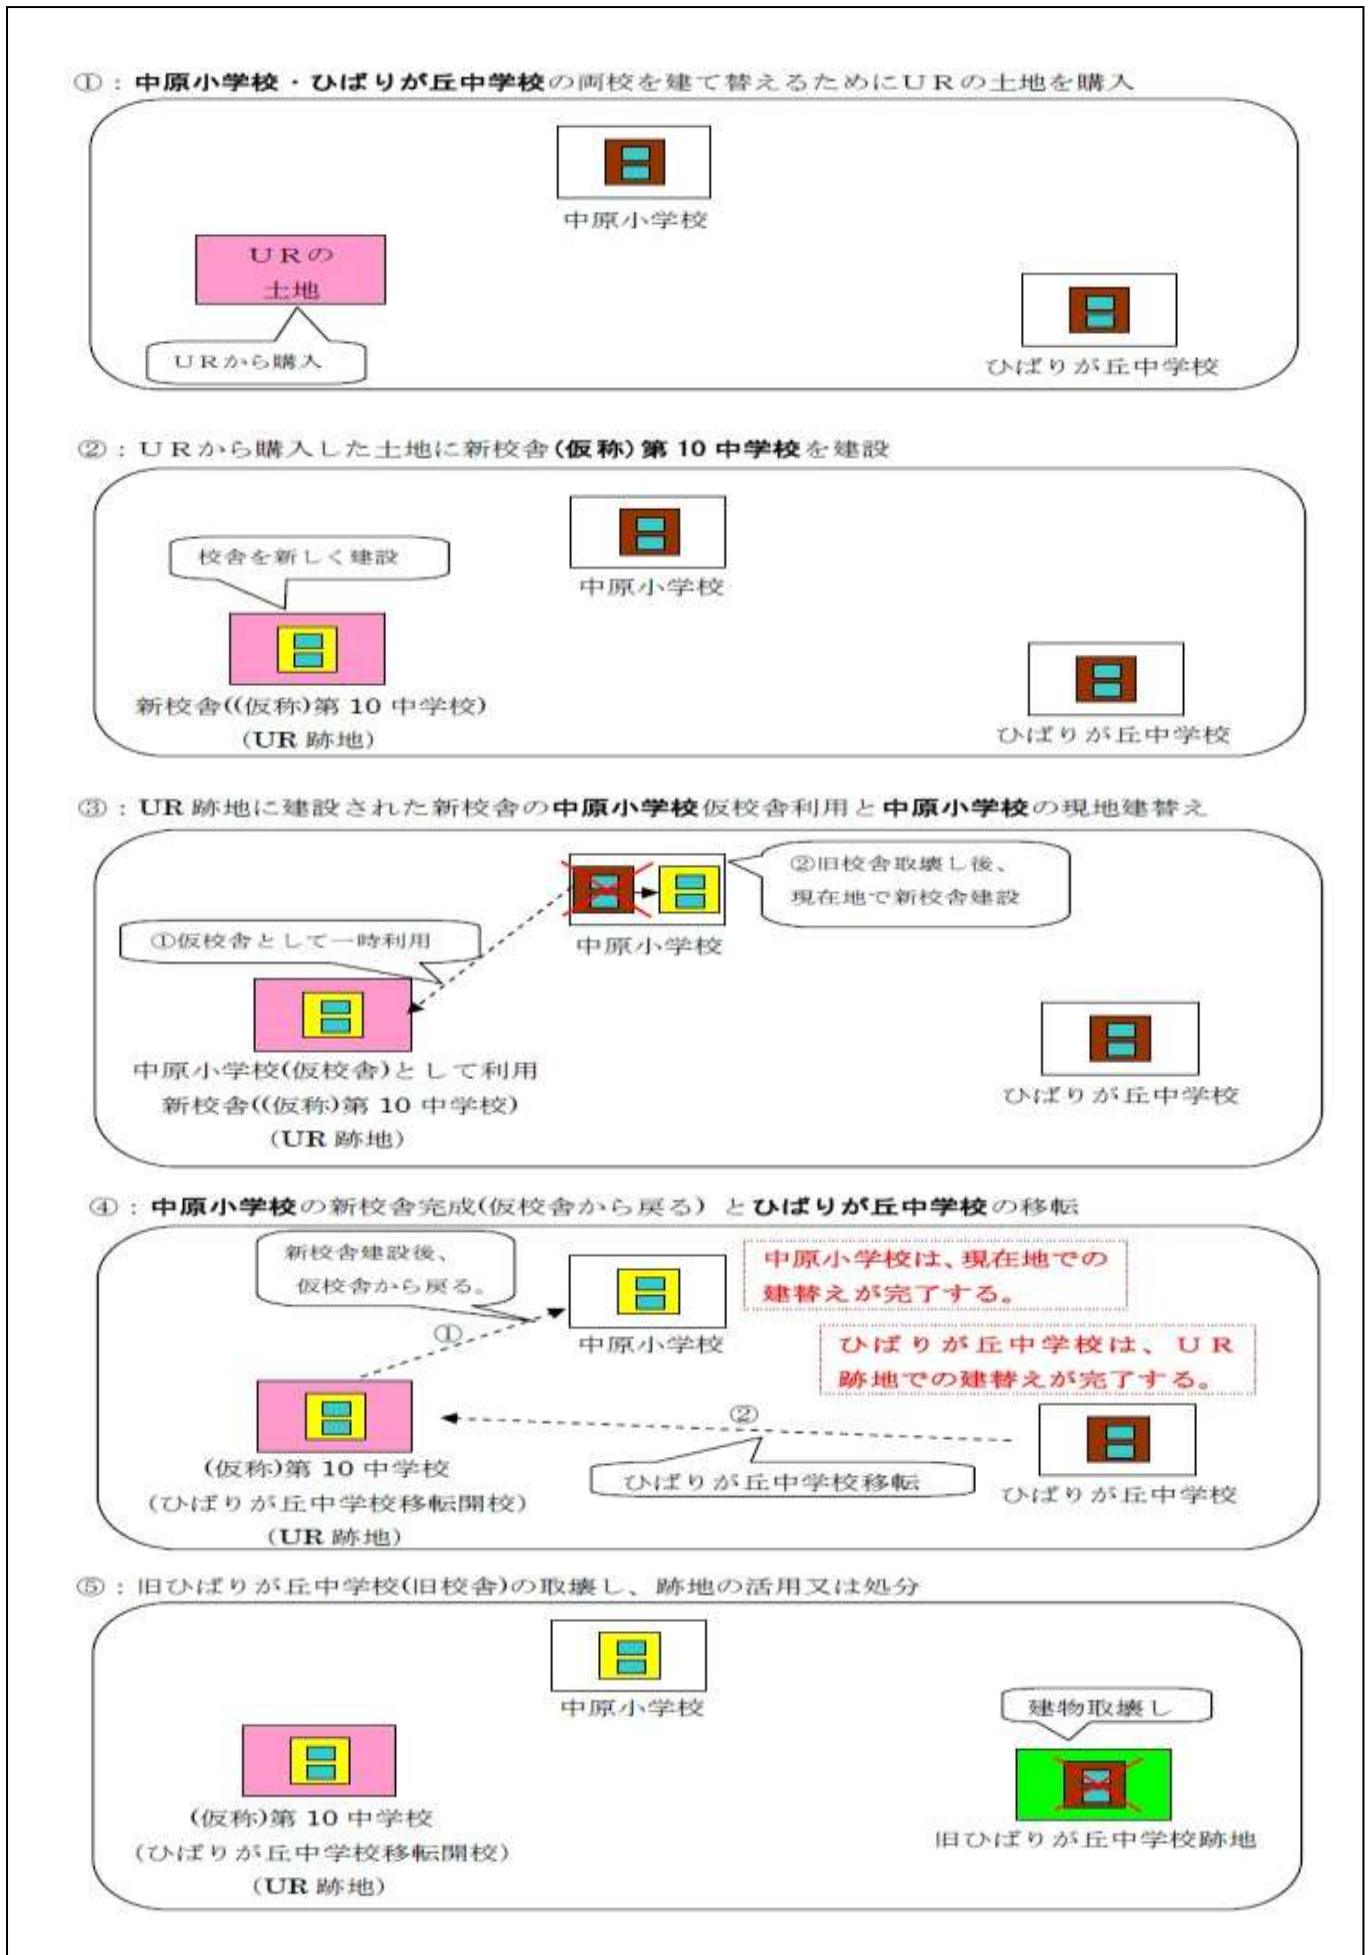 ①：中原小学校・ひばりが丘中学校の両校を建て替えるためにＵＲの土地を購入
中原小学校
ＵＲの
土地
ＵＲから購入
ひばりが丘中学校
②：ＵＲから購入した土地に新校舎(仮称)第 10 中学校を建設
校舎を新しく建設
中原小学校
新校舎((仮称)第 10 中学校)
(UR 跡地)
ひばりが丘中学校
③：UR 跡地に建設された新校舎の中原小学校仮校舎利用と中原小学校の現地建替え
②旧校舎取壊し後、
現在地で新校舎建設
中原小学校
①仮校舎として一時利用
中原小学校(仮校舎)として利用
新校舎((仮称)第 10 中学校)
(UR 跡地)
ひばりが丘中学校
④：中原小学校の新校舎完成(仮校舎から戻る) とひばりが丘中学校の移転
新校舎建設後、
仮校舎から戻る。
中原小学校は、現在地での
建替えが完了する。
①
中原小学校
ひばりが丘中学校は、ＵＲ
跡地での建替えが完了する。
②
ひばりが丘中学校移転
(仮称)第 10 中学校
(ひばりが丘中学校移転開校)
(UR 跡地)
ひばりが丘中学校
⑤：旧ひばりが丘中学校(旧校舎)の取壊し、跡地の活用又は処分
中原小学校
建物取壊し
(仮称)第 10 中学校
(ひばりが丘中学校移転開校)
(UR 跡地)
旧ひばりが丘中学校跡地